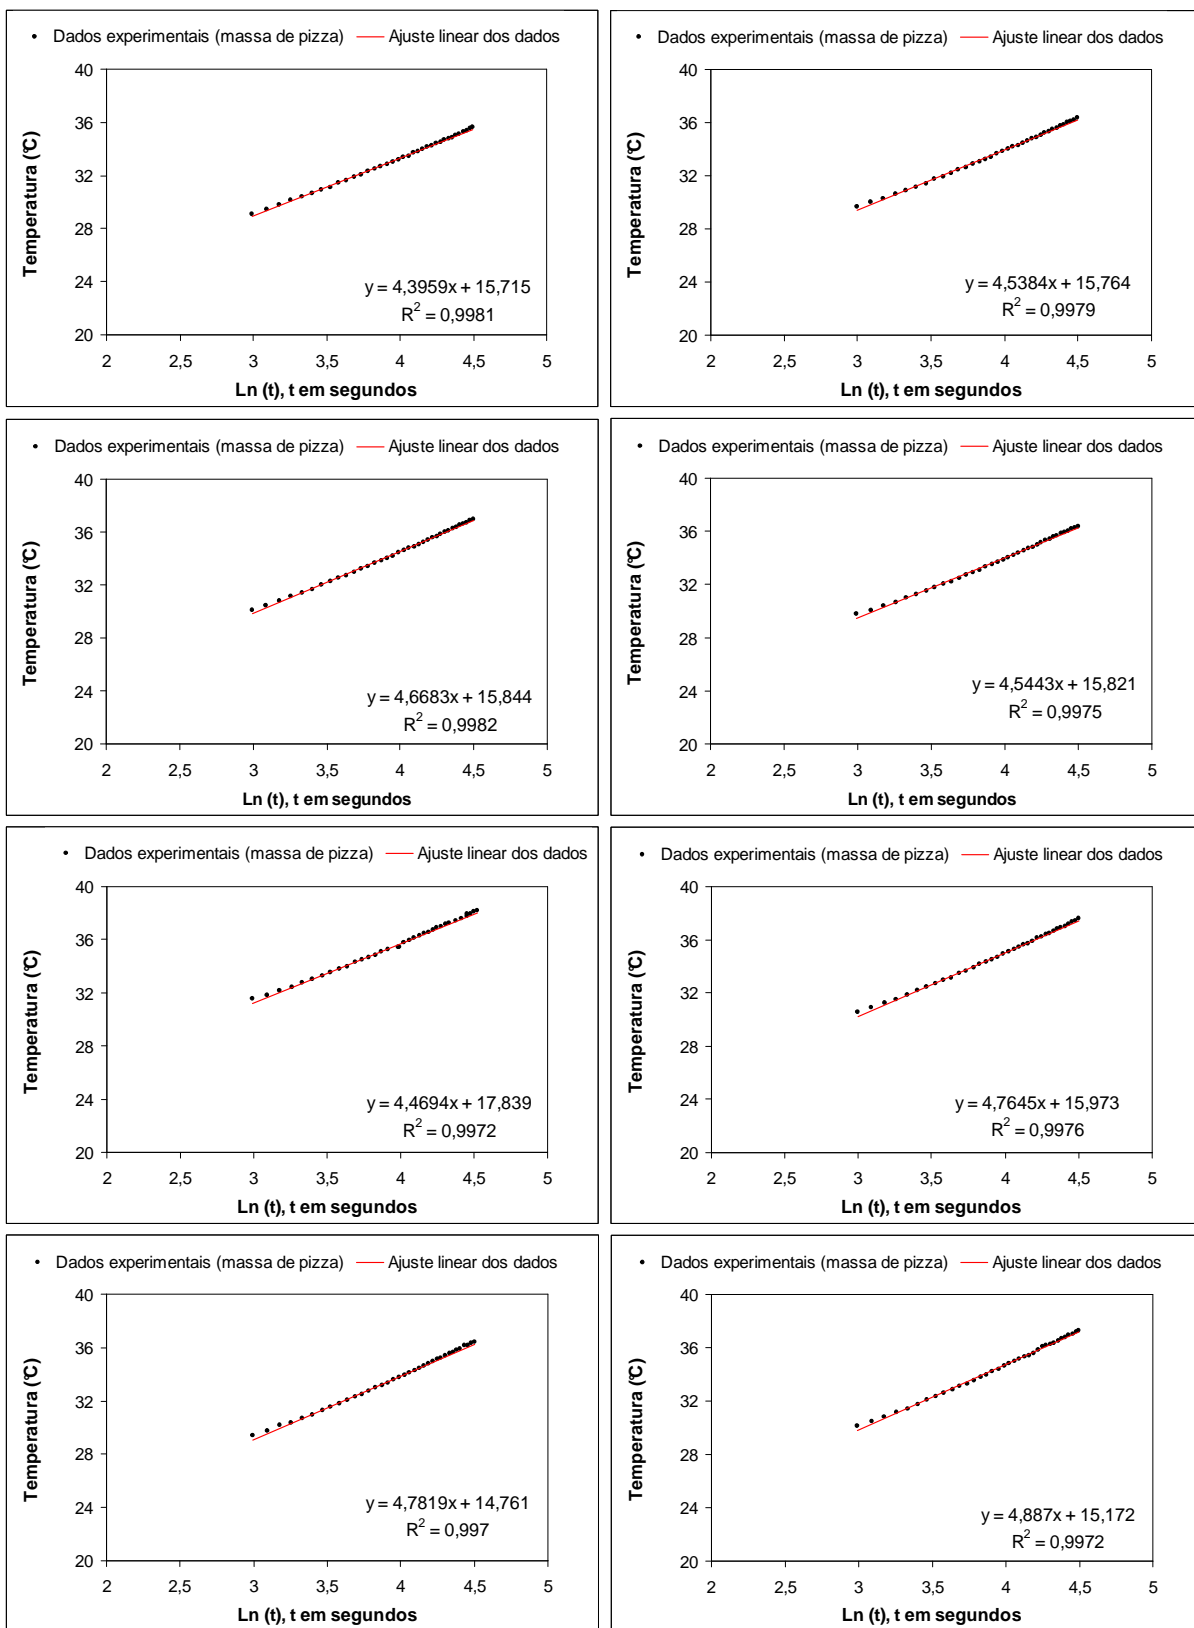 Dados experimentais (massa de pizza) Ajuste linear dos dados
40
36
32
28
24
20
Temperatura (°C)
y = 4,3959x + 15,715
R² = 0,9981
2 2,5 3 3,5 4 4,5 5
Ln (t), t em segundos
Dados experimentais (massa de pizza) Ajuste linear dos dados
40
36
32
28
24
20
Temperatura (°C)
y = 4,5384x + 15,764
R² = 0,9979
2 2,5 3 3,5 4 4,5 5
Ln (t), t em segundos
Dados experimentais (massa de pizza) Ajuste linear dos dados
40
36
32
28
24
20
Temperatura (°C)
y = 4,6683x + 15,844
R² = 0,9982
2 2,5 3 3,5 4 4,5 5
Ln (t), t em segundos
Dados experimentais (massa de pizza) Ajuste linear dos dados
40
36
32
28
24
20
Temperatura (°C)
y = 4,5443x + 15,821
R² = 0,9975
2 2,5 3 3,5 4 4,5 5
Ln (t), t em segundos
Dados experimentais (massa de pizza) Ajuste linear dos dados
40
36
32
28
24
20
Temperatura (°C)
y = 4,4694x + 17,839
R² = 0,9972
2 2,5 3 3,5 4 4,5 5
Ln (t), t em segundos
Dados experimentais (massa de pizza) Ajuste linear dos dados
40
36
32
28
24
20
Temperatura (°C)
y = 4,7645x + 15,973
R² = 0,9976
2 2,5 3 3,5 4 4,5 5
Ln (t), t em segundos
Dados experimentais (massa de pizza) Ajuste linear dos dados
40
36
32
28
24
20
Temperatura (°C)
y = 4,7819x + 14,761
R² = 0,997
2 2,5 3 3,5 4 4,5 5
Ln (t), t em segundos
Dados experimentais (massa de pizza) Ajuste linear dos dados
40
36
32
28
24
20
Temperatura (°C)
y = 4,887x + 15,172
R² = 0,9972
2 2,5 3 3,5 4 4,5 5
Ln (t), t em segundos